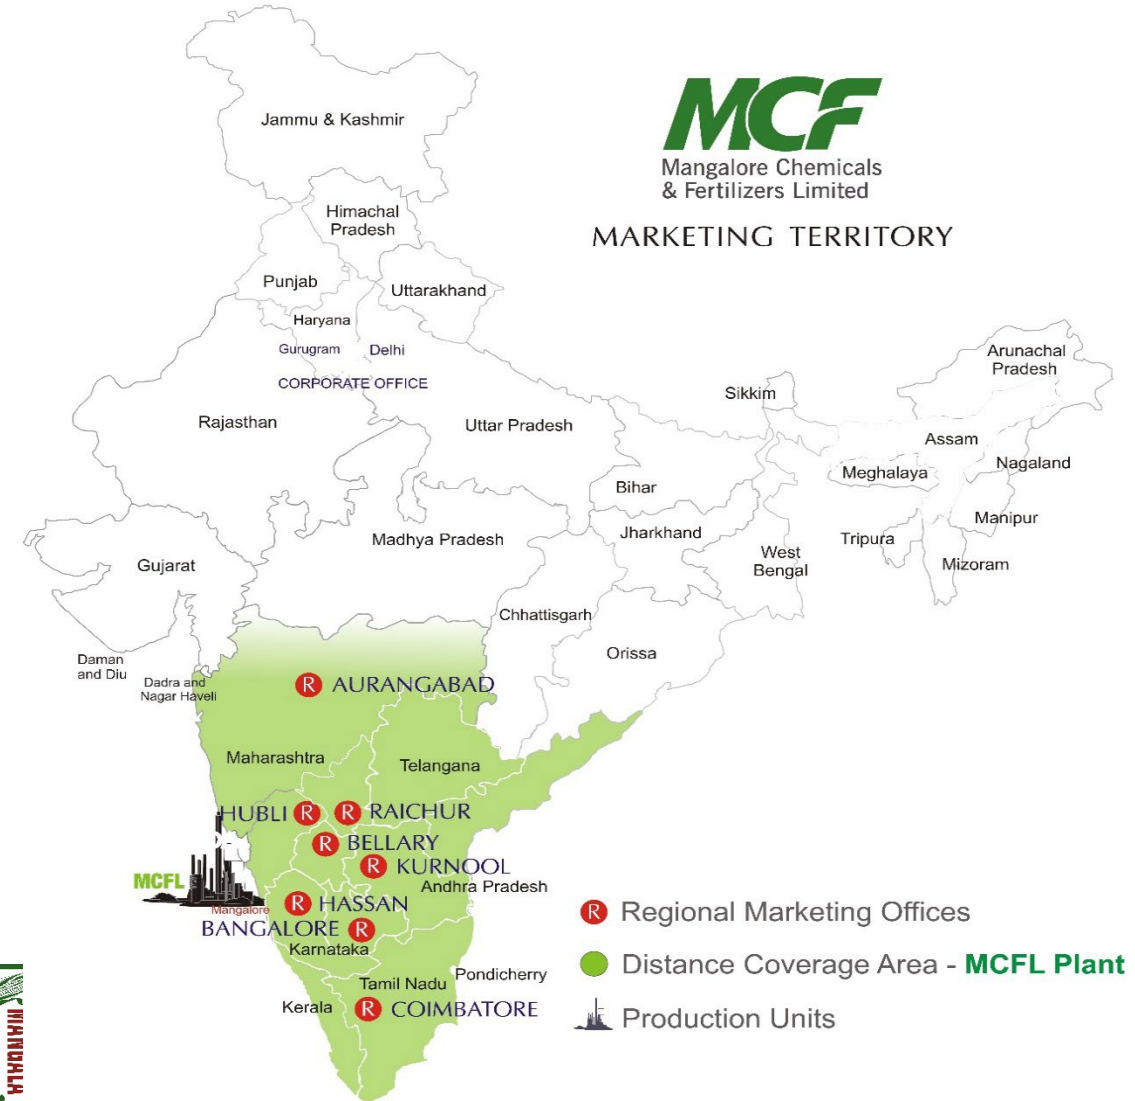 MCF
Mangalore Chemicals
& Fertilizers Limited
MARKETING TERRITORY
Jammu & Kashmir
Himachal
Pradesh
Punjab
Uttarakhand
Haryana
Gurugram
Delhi
CORPORATE OFFICE
Rajasthan
Uttar Pradesh
Sikkim
Arunachal
Pradesh
Assam
Nagaland
Meghalaya
Bihar
Manipur
Jharkhand
Tripura
Madhya Pradesh
West
Bengal
Mizoram
Gujarat
Chhattisgarh
Orissa
Daman
and Diu
Dadra and
Nagar Haveli
R AURANGABAD
Maharashtra
Telangana
HUBLI R
R RAICHUR
R BELLARY
R KURNOOL
MCFL
Andhra Pradesh
Mangalore
R HASSAN
BANGALORE R
Karnataka
Pondicherry
Tamil Nadu
Kerala
R COIMBATORE
R Regional Marketing Offices
Distance Coverage Area - MCFL Plant
Production Units
MANGALA